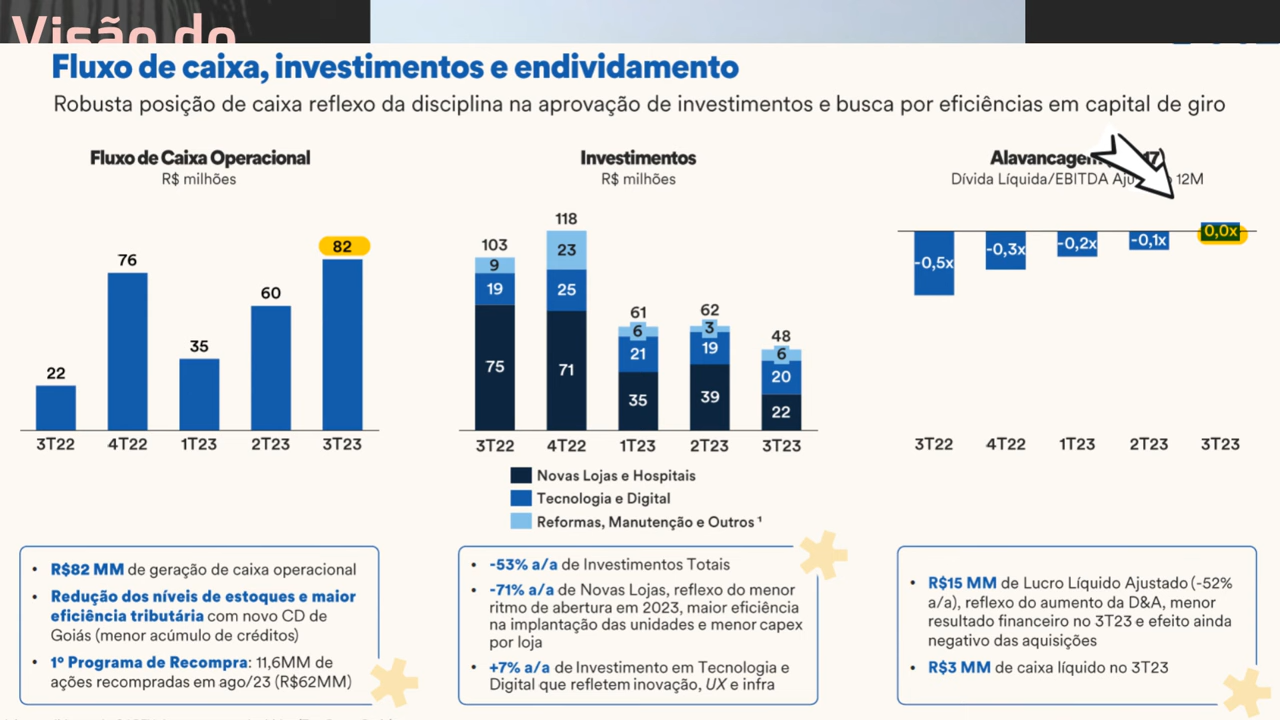 Visão do
Fluxo de caixa, investimentos e endividamento
Robusta posição de caixa reflexo da disciplina na aprovação de investimentos e busca por eficiências em capital de giro
Fluxo de Caixa Operacional
R$ milhões
22
76
35
60
82
3T22
4T22
1T23
2T23
3T23
R$82 MM de geração de caixa operacional
Redução dos níveis de estoques e maior
eficiência tributária com novo CD de
Goiás (menor acúmulo de créditos)
1º Programa de Recompra: 11,6MM de
ações recompradas em ago/23 (R$62MM)
Investimentos
R$ milhões
103
9
19
75
118
23
25
71
61
6
21
35
62
3
19
39
48
6
20
22
3T22
4T22
1T23
2T23
3T23
Novas Lojas e Hospitais
Tecnologia e Digital
Reformas, Manutenção e Outros ¹
-53% a/a de Investimentos Totais
-71% a/a de Novas Lojas, reflexo do menor
ritmo de abertura em 2023, maior eficiência
na implantação das unidades e menor capex
por loja
+7% a/a de Investimento em Tecnologia e
Digital que refletem inovação, UX e infra
Dívida Líquida/EBITDA 12M
-0,5x
-0,3x
-0,2x
-0,1x
0,0x
3T22
4T22
1T23
2T23
3T23
R$15 MM de Lucro Líquido Ajustado (-52%
a/a), reflexo do aumento da D&A, menor
resultado financeiro no 3T23 e efeito ainda
negativo das aquisições
R$3 MM de caixa líquido no 3T23